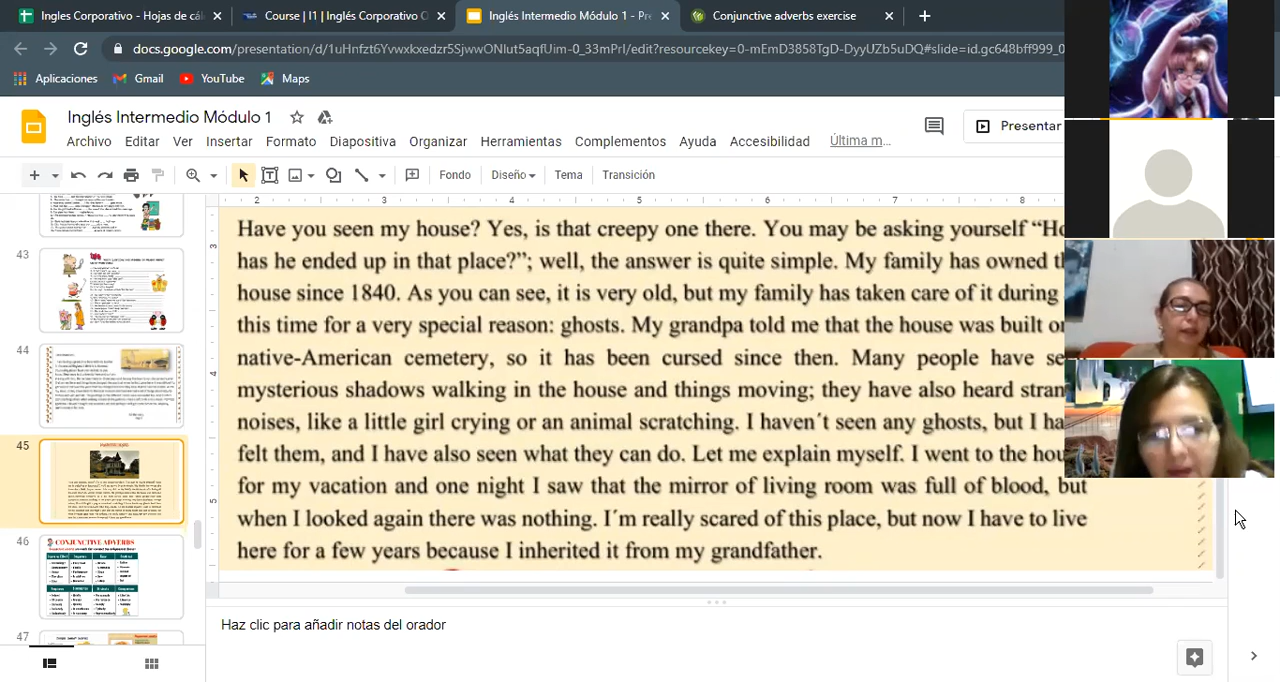 Ingles Corporativo - Hojas de cál
Course | I1 | Inglés Corporativo
Inglés Intermedio Módulo 1 - Pre
Conjunctive adverbs exercise
docs.google.com/presentation/d/
Aplicaciones Gmail YouTube Maps
Inglés Intermedio Módulo 1
Archivo Editar Ver Insertar Formato Diapositiva Organizar Herramientas Complementos Ayuda Accesibilidad Última m...
Presentar
Fondo Diseño Tema Transición
2 3 4 5 6 7 8
3
4
5
43
44
45
46
CONJUNCTIVE ADVERBS
47
Have you seen my house? Yes, is that creepy one there. You may be asking yourself “Ho
has he ended up in that place?”; well, the answer is quite simple. My family has owned th
house since 1840. As you can see, it is very old, but my family has taken care of it during
this time for a very special reason: ghosts. My grandpa told me that the house was built on
native-American cemetery, so it has been cursed since then. Many people have se
mysterious shadows walking in the house and things moving; they have also heard stran
noises, like a little girl crying or an animal scratching. I haven´t seen any ghosts, but I ha
felt them, and I have also seen what they can do. Let me explain myself. I went to the hou
for my vacation and one night I saw that the mirror of living room was full of blood, but
when I looked again there was nothing. I´m really scared of this place, but now I have to live
here for a few years because I inherited it from my grandfather.
Haz clic para añadir notas del orador